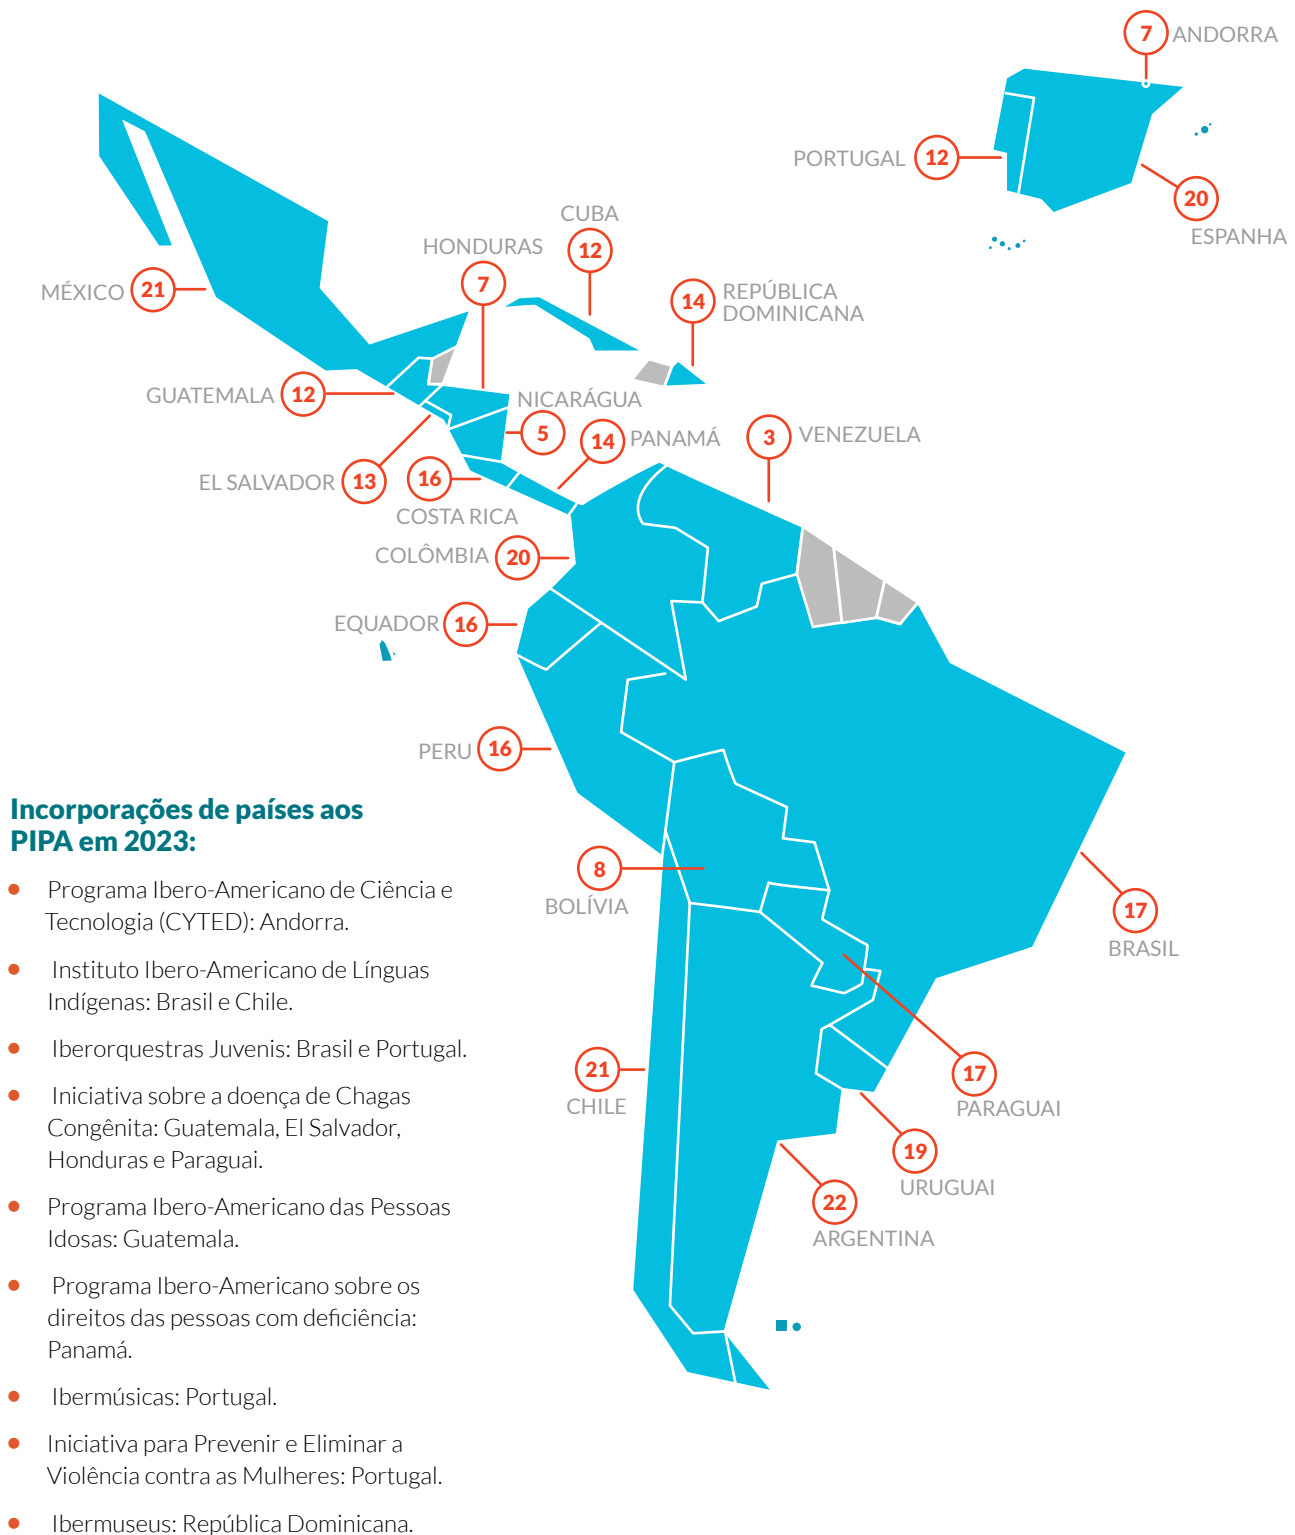 7 ANDORRA
PORTUGAL 12
20
ESPANHA
CUBA
12
HONDURAS
7
MÉXICO 21
14 REPÚBLICA
DOMINICANA
GUATEMALA 12
NICARÁGUA
5
14 PANAMÁ
3 VENEZUELA
EL SALVADOR 13
16
COSTA RICA
COLÔMBIA 20
EQUADOR 16
PERU 16
8
BOLÍVIA
17
BRASIL
21
CHILE
17
PARAGUAI
19
URUGUAI
22
ARGENTINA
Incorporações de países aos
PIPA em 2023:
• Programa Ibero-Americano de Ciência e
Tecnologia (CYTED): Andorra.
• Instituto Ibero-Americano de Línguas
Indígenas: Brasil e Chile.
• Iberorquestras Juvenis: Brasil e Portugal.
• Iniciativa sobre a doença de Chagas
Congênita: Guatemala, El Salvador,
Honduras e Paraguai.
• Programa Ibero-Americano das Pessoas
Idosas: Guatemala.
• Programa Ibero-Americano sobre os
direitos das pessoas com deficiência:
Panamá.
• Ibermúsicas: Portugal.
• Iniciativa para Prevenir e Eliminar a
Violência contra as Mulheres: Portugal.
• Ibermuseus: República Dominicana.